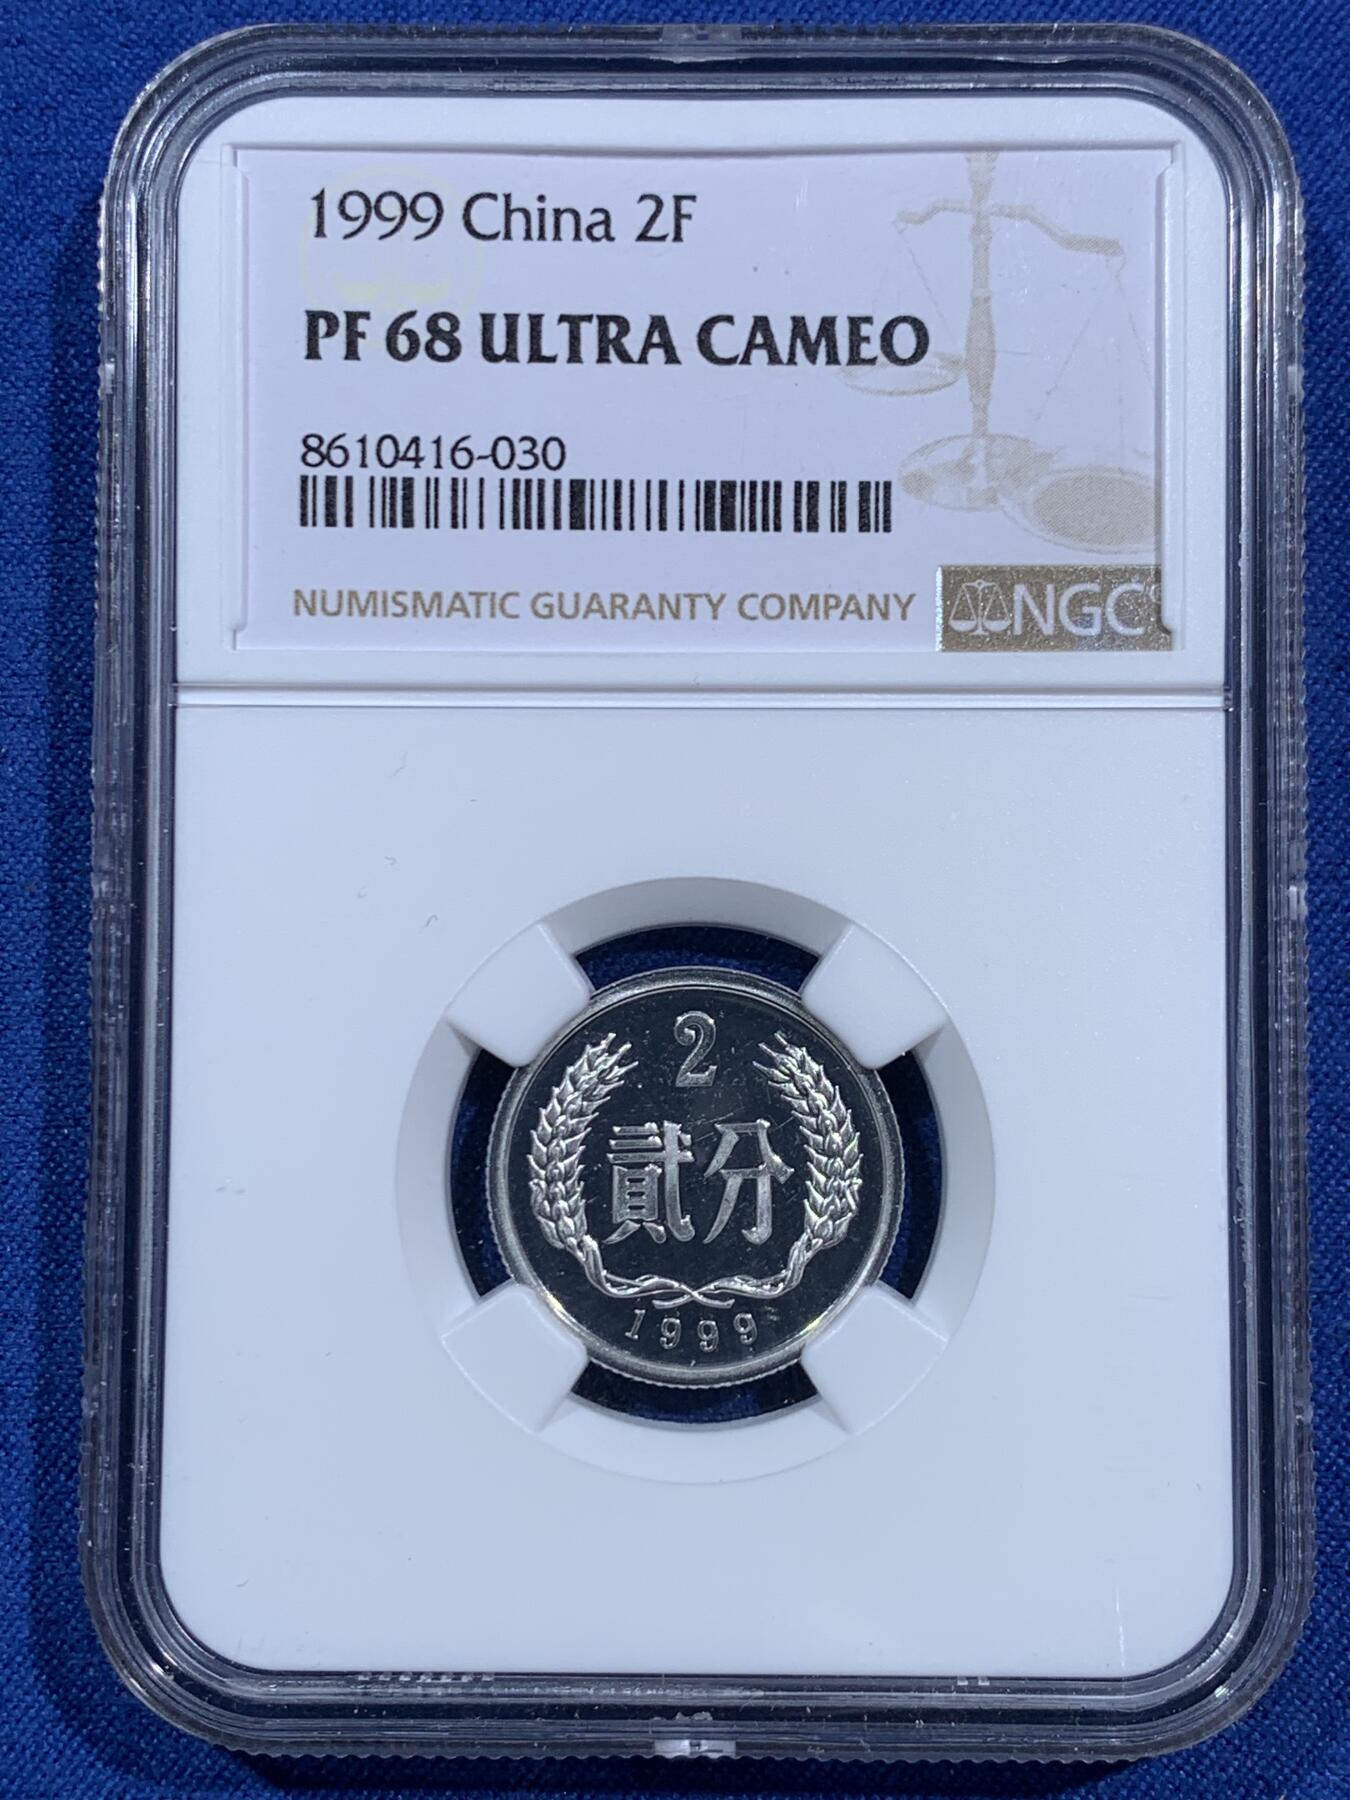 1999 China 2F
PF 68 ULTRA CAMEO
8610416-030
NUMISMATIC GUARANTY COMPANY
NGC
2
貳分
1999